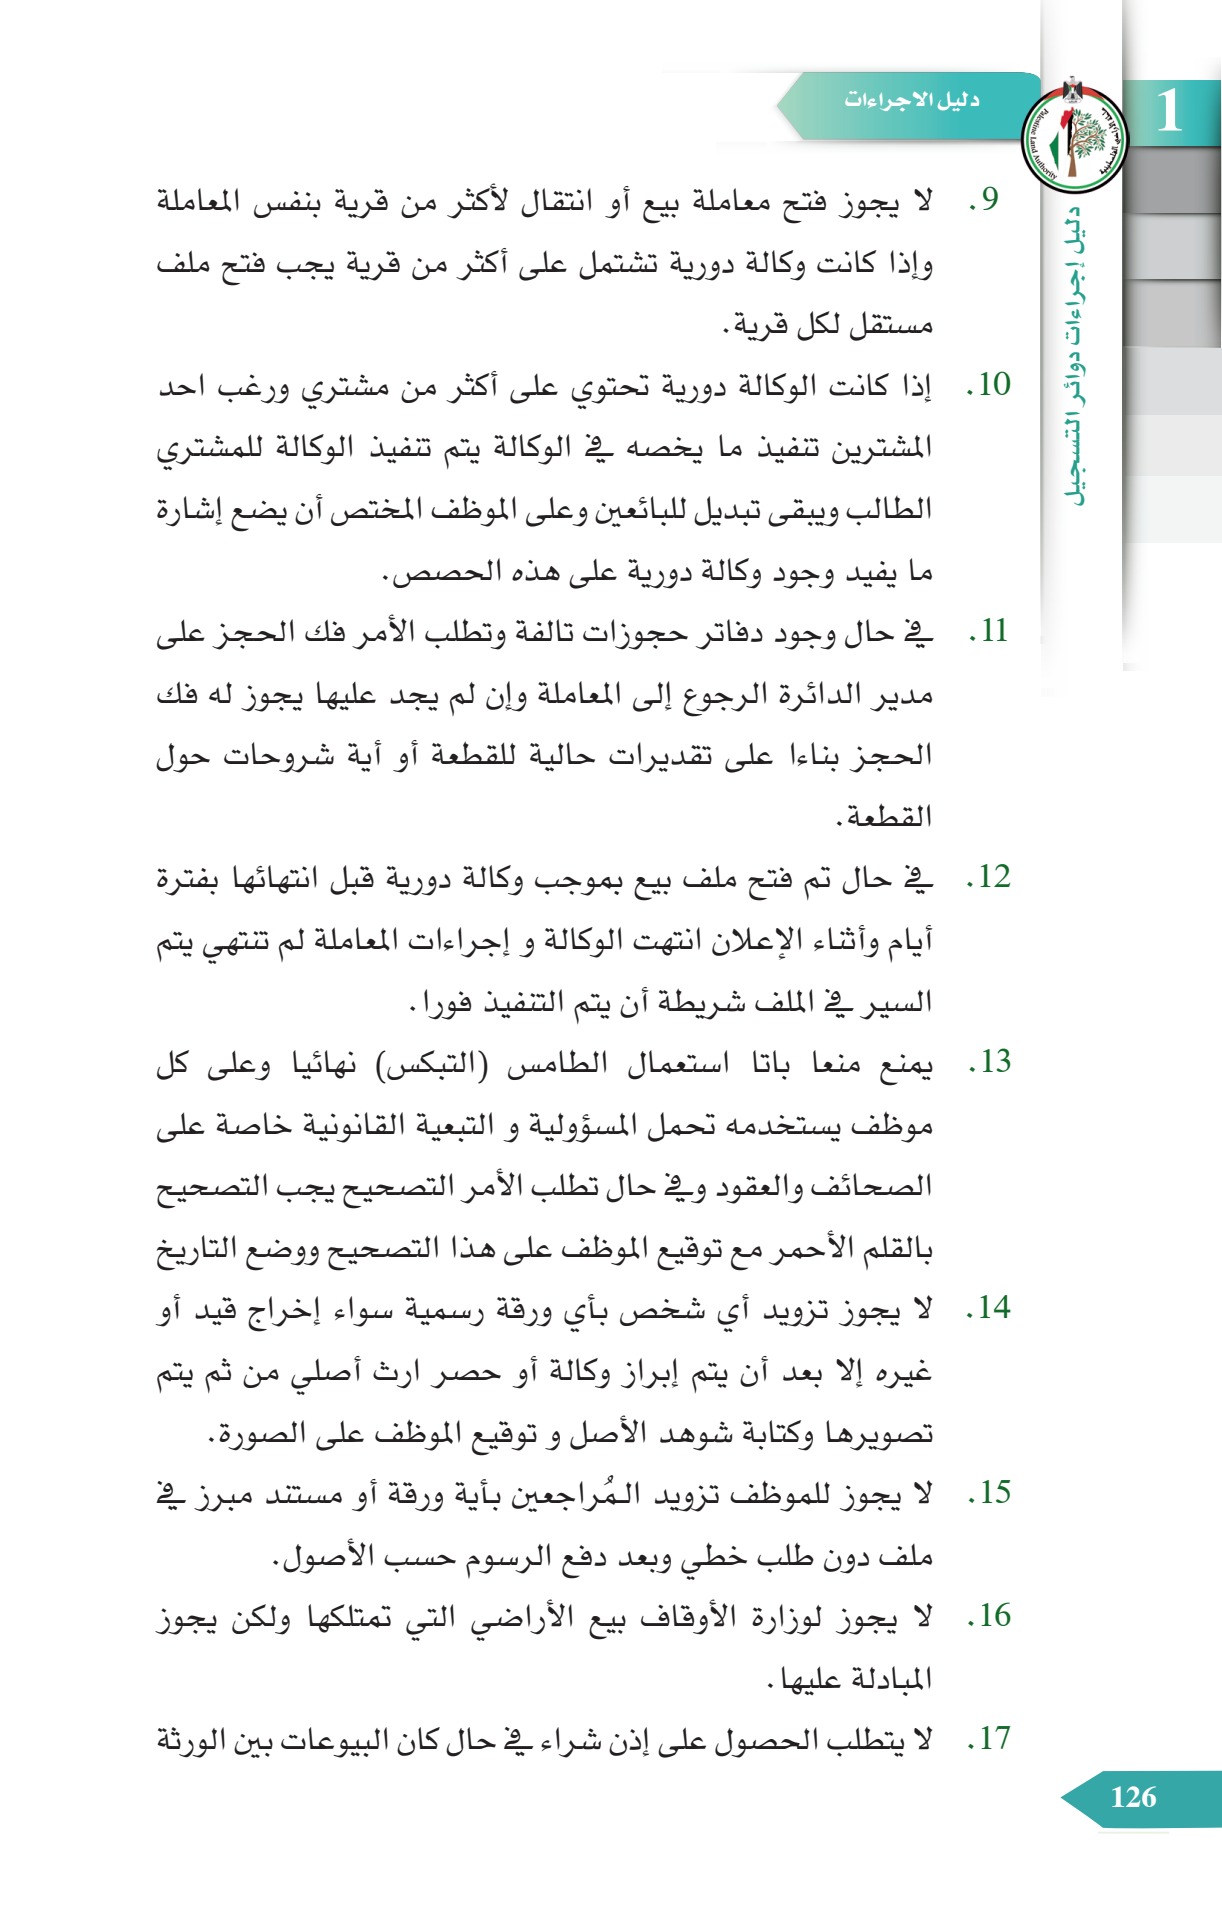 دليل الاجراءات
1
Palestine Land Authority
دليل إجراءات دوائر التسجيل
9. لا يجوز فتح معاملة بيع أو انتقال لأكثر من قرية بنفس المعاملة
وإذا كانت وكالة دورية تشتمل على أكثر من قرية يجب فتح ملف
مستقل لكل قرية.
10. إذا كانت الوكالة دورية تحتوي على أكثر من مشتري ورغب احد
المشترين تنفيذ ما يخصه في الوكالة يتم تنفيذ الوكالة للمشتري
الطالب ويبقى تبديل للبائعين وعلى الموظف المختص أن يضع إشارة
ما يفيد وجود وكالة دورية على هذه الحصص.
11. في حال وجود دفاتر حجوزات تالفة وتطلب الأمر فك الحجز على
مدير الدائرة الرجوع إلى المعاملة وإن لم يجد عليها يجوز له فك
الحجز بناءا على تقديرات حالية للقطعة أو أية شروحات حول
القطعة.
12. في حال تم فتح ملف بيع بموجب وكالة دورية قبل انتهائها بفترة
أيام وأثناء الإعلان انتهت الوكالة و إجراءات المعاملة لم تنتهي يتم
السير في الملف شريطة أن يتم التنفيذ فورا.
13. يمنع منعا باتا استعمال الطامس (التبكس) نهائيا وعلى كل
موظف يستخدمه تحمل المسؤولية و التبعية القانونية خاصة على
الصحائف والعقود وفي حال تطلب الأمر التصحيح يجب التصحيح
بالقلم الأحمر مع توقيع الموظف على هذا التصحيح ووضع التاريخ
14. لا يجوز تزويد أي شخص بأي ورقة رسمية سواء إخراج قيد أو
غيره إلا بعد أن يتم إبراز وكالة أو حصر ارث أصلي من ثم يتم
تصويرها وكتابة شوهد الأصل و توقيع الموظف على الصورة.
15. لا يجوز للموظف تزويد المُراجعين بأية ورقة أو مستند مبرز في
ملف دون طلب خطي وبعد دفع الرسوم حسب الأصول.
16. لا يجوز لوزارة الأوقاف بيع الأراضي التي تمتلكها ولكن يجوز
المبادلة عليها.
17. لا يتطلب الحصول على إذن شراء في حال كان البيوعات بين الورثة
126